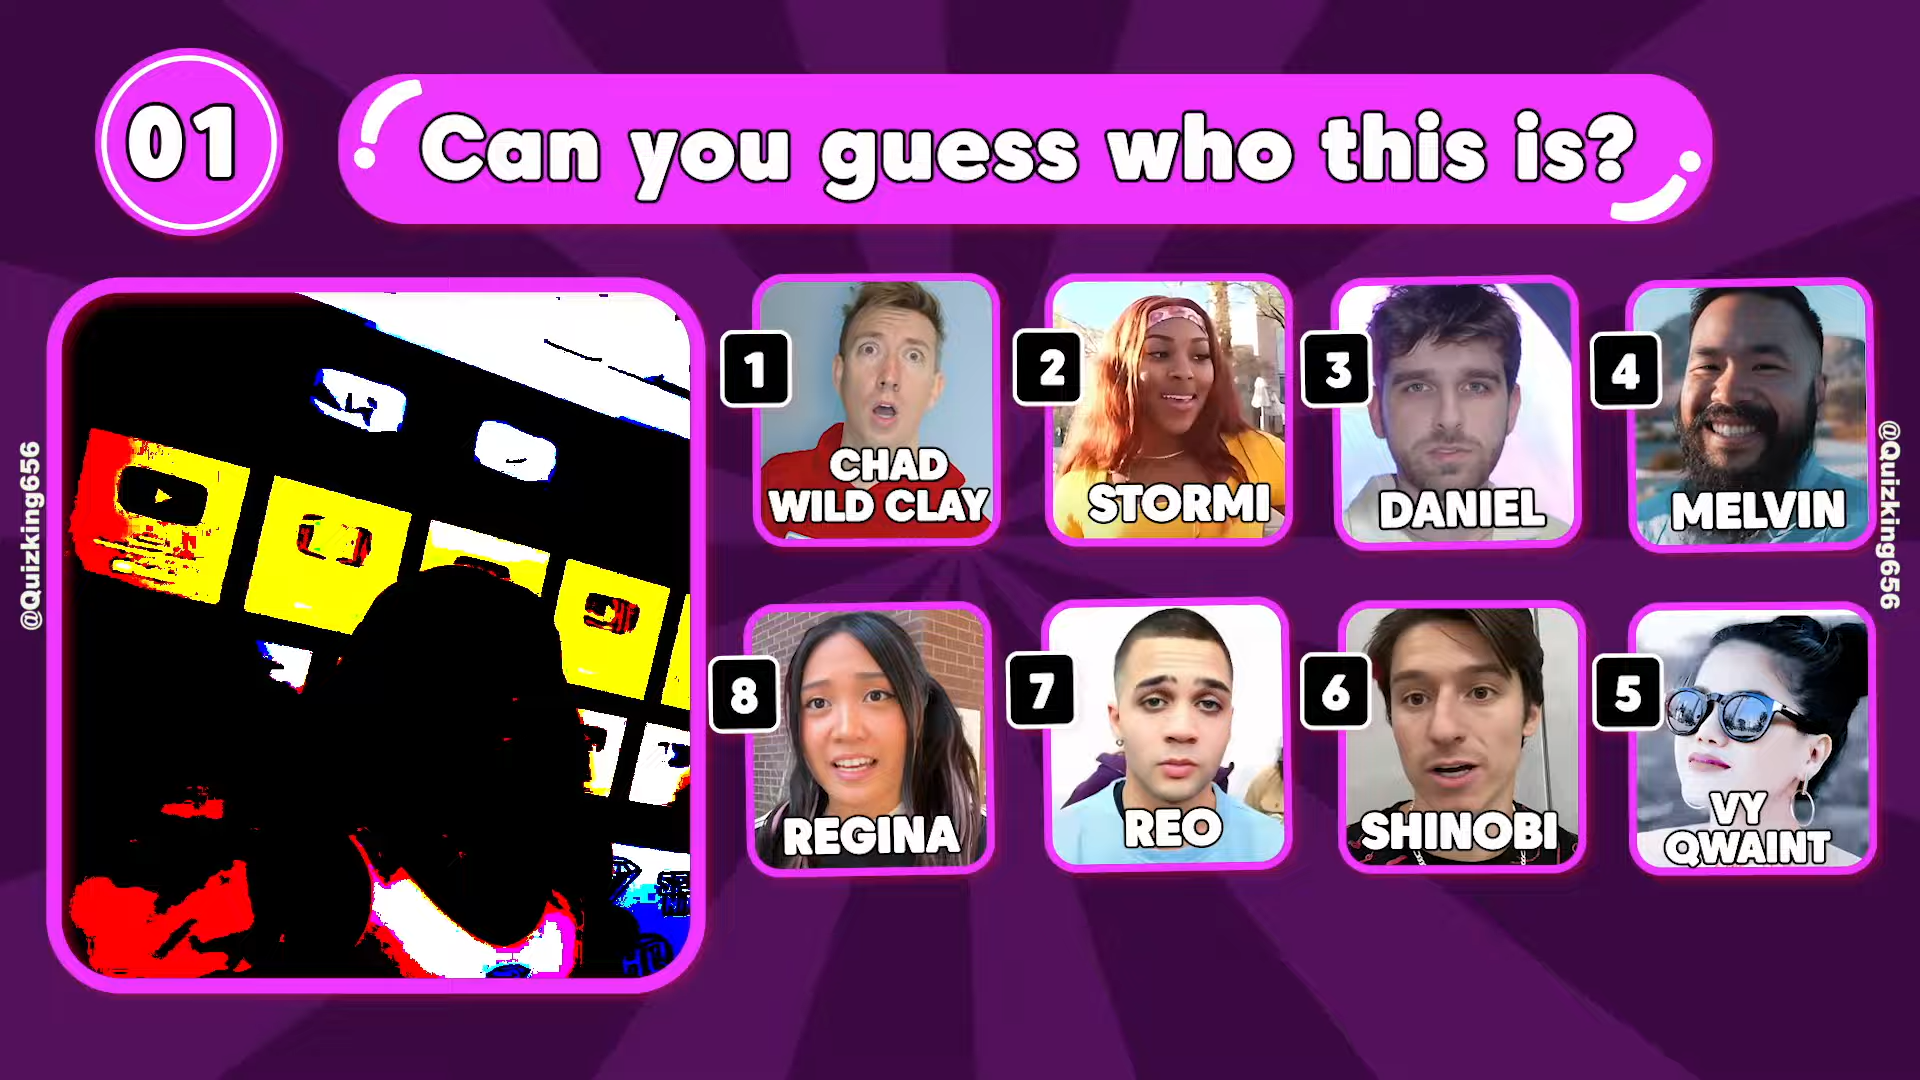 01
Can you guess who this is?
@Quizking656
@Quizking656
1
CHAD
WILD CLAY
2
STORMI
3
DANIEL
4
MELVIN
8
REGINA
7
REO
6
SHINOBI
5
VY
QWAINT